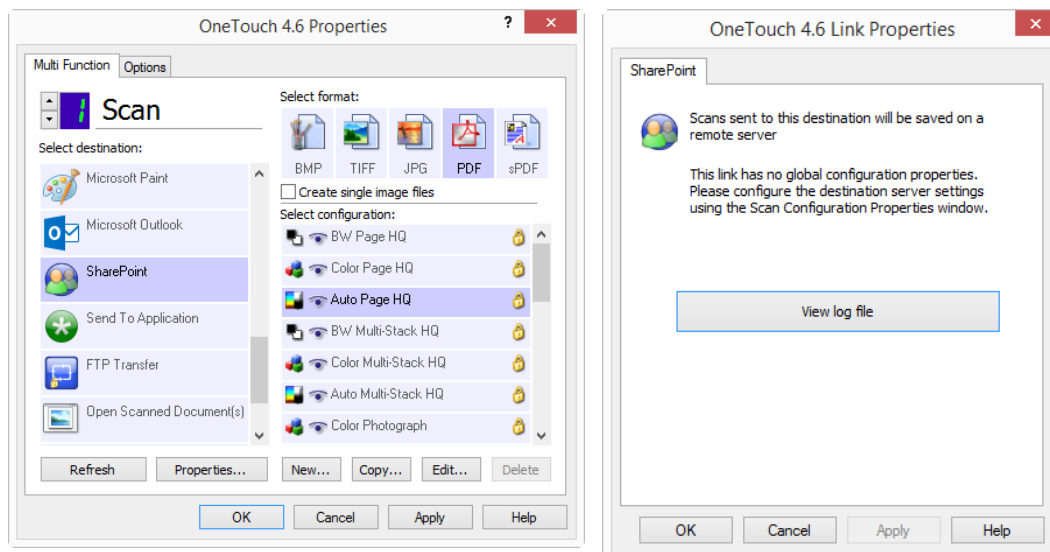 OneTouch 4.6 Properties
?
×
Multi Function
Options
1
Scan
Select destination:
Microsoft Paint
Microsoft Outlook
SharePoint
Send To Application
FTP Transfer
Open Scanned Document(s)
Refresh
Properties...
Select format:
BMP
TIFF
JPG
PDF
sPDF
Create single image files
Select configuration:
BW Page HQ
Color Page HQ
Auto Page HQ
BW Multi-Stack HQ
Color Multi-Stack HQ
Auto Multi-Stack HQ
Color Photograph
New...
Copy...
Edit...
Delete
OK
Cancel
Apply
Help
OneTouch 4.6 Link Properties
×
SharePoint
Scans sent to this destination will be saved on a
remote server
This link has no global configuration properties.
Please configure the destination server settings
using the Scan Configuration Properties window.
View log file
OK
Cancel
Apply
Help